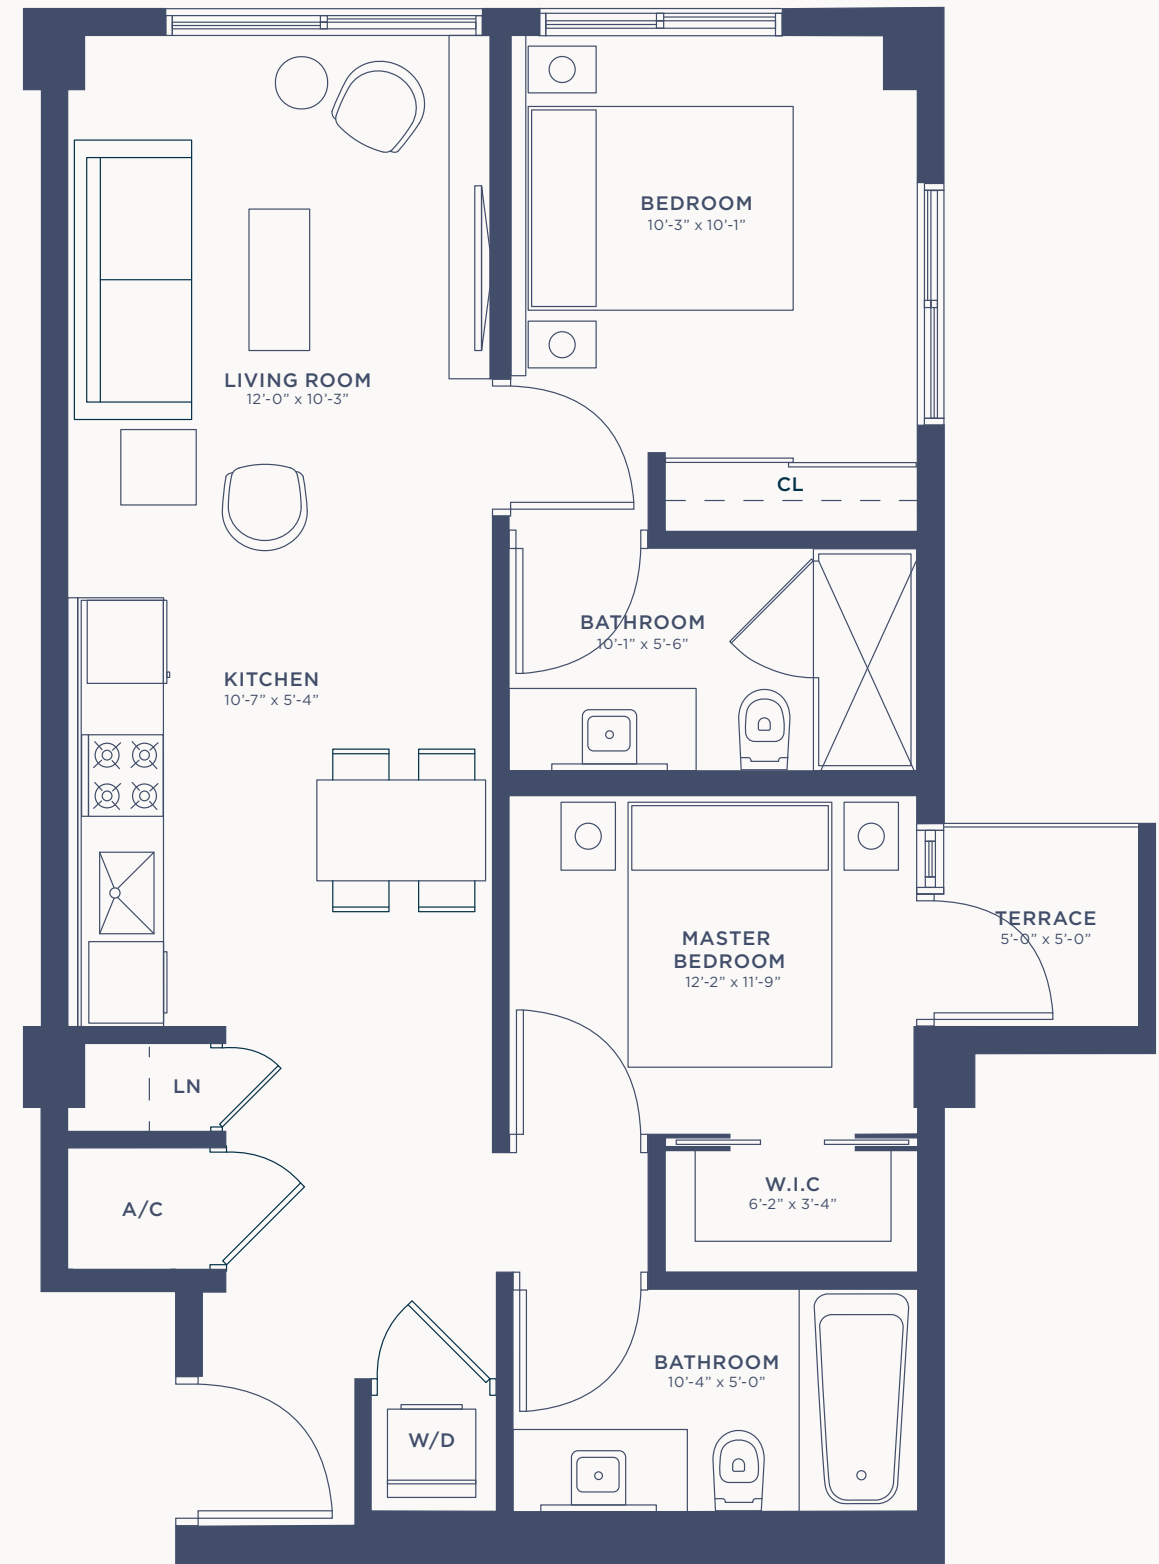 BEDROOM
10'-3" x 10'-1"
LIVING ROOM
12'-0" x 10'-3"
CL
BATHROOM
10'-1" x 5'-6"
KITCHEN
10'-7" x 5'-4"
TERRACE
5'-0" x 5'-0"
MASTER
BEDROOM
12'-2" x 11'-9"
LN
W.I.C
6'-2" x 3'-4"
A/C
BATHROOM
10'-4" x 5'-0"
W/D